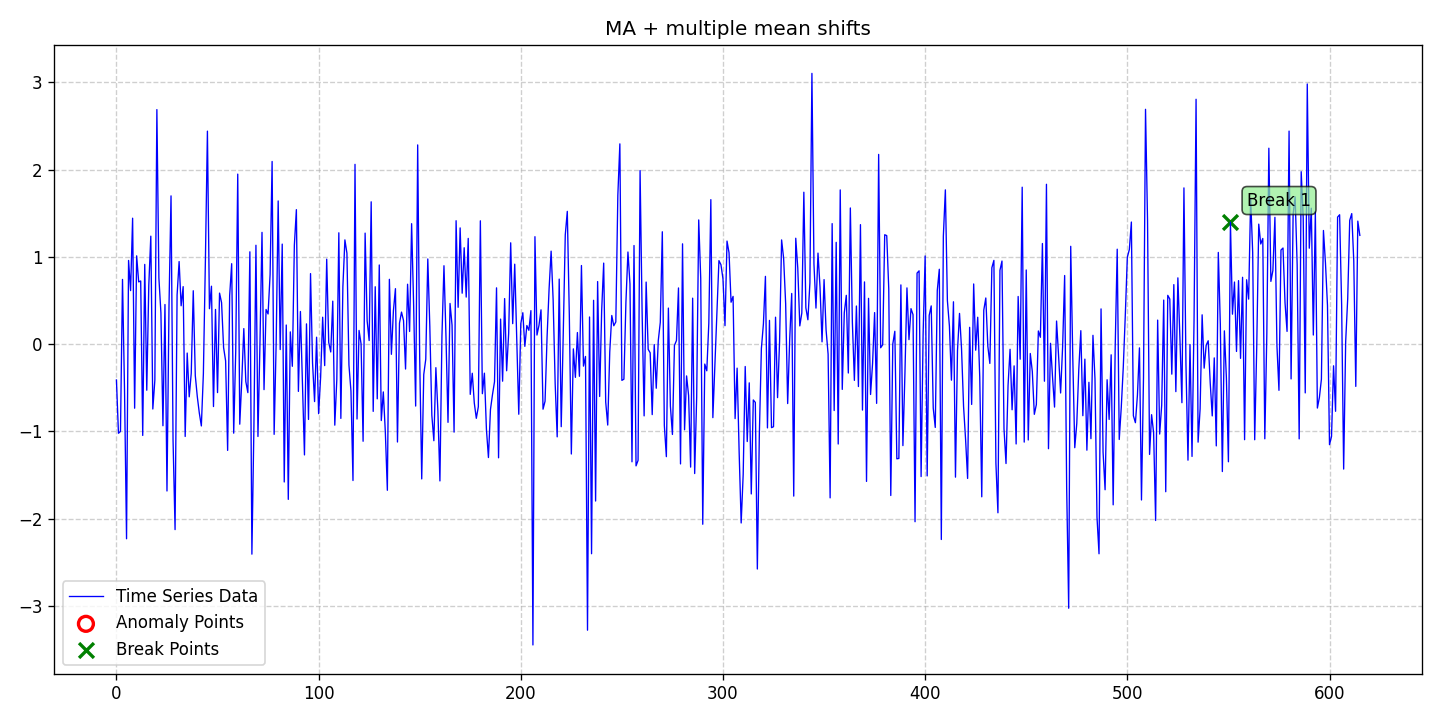 MA + multiple mean shifts
3
2
1
0
−1
−2
−3
Break 1
Time Series Data
Anomaly Points
Break Points
0 100 200 300 400 500 600